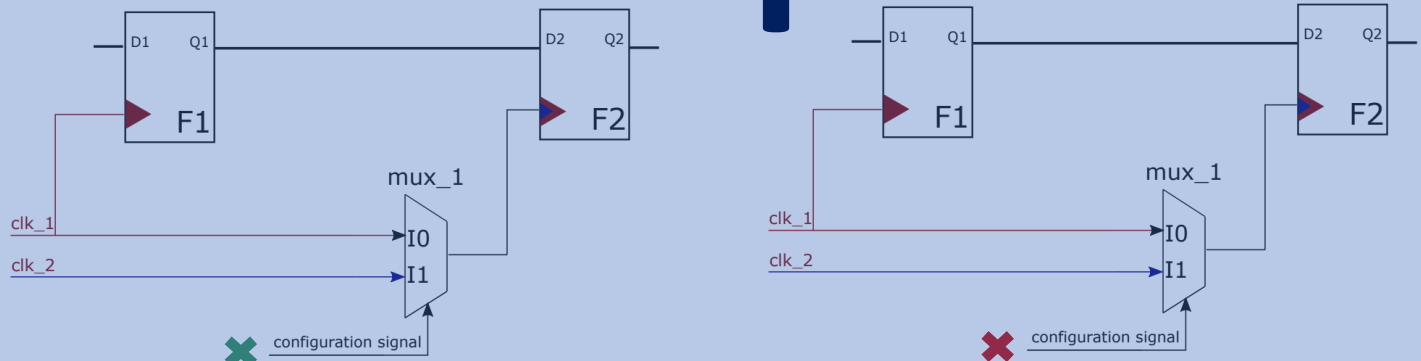 D1 Q1
D2 Q2
F1
F2
mux_1
clk_1
I0
clk_2
I1
configuration signal
D1 Q1
D2 Q2
F1
F2
mux_1
clk_1
I0
clk_2
I1
configuration signal